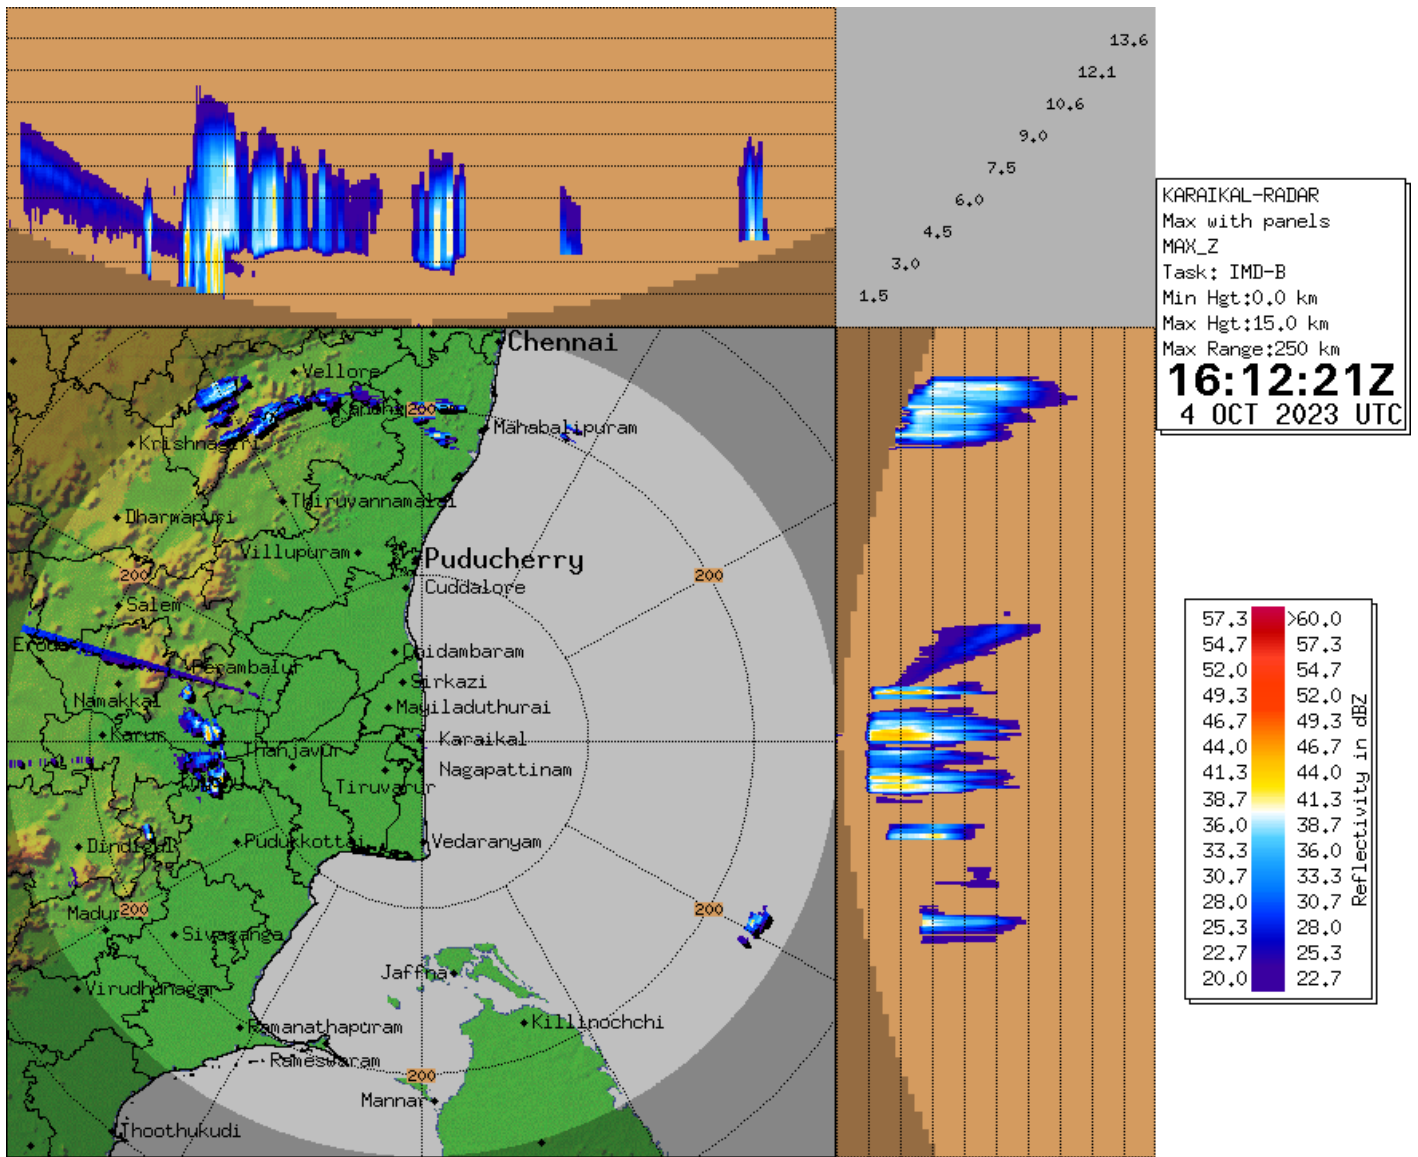 13.6
12.1
10.6
9.0
7.5
6.0
4.5
3.0
1.5
KARAIKAL-RADAR
Max with panels
MAX_Z
Task: IMD-B
Min Hgt:0.0 km
Max Hgt:15.0 km
Max Range:250 km
16:12:21Z
4 OCT 2023 UTC
Chennai
Vellore
200
Mahabalipuram
Krishnagiri
Thiruvannamalai
Dharmapuri
Villupuram
Puducherry
200
200
Cuddalore
Salem
Erode
Chidambaram
Perambalur
Sirkazi
Namakkal
Mayiladuthurai
Karur
Karaikal
Thanjavur
Nagapattinam
Tiruvarur
Pudukkottai
Vedaranyam
Dindigul
Madurai
200
200
Sivaganga
Jaffna
Virudhunagar
Killinochchi
Ramanathapuram
Rameswaram
200
Mannar
Thoothukudi
57.3 >60.0
54.7 57.3
52.0 54.7
49.3 52.0
46.7 49.3
44.0 46.7
41.3 44.0
38.7 41.3
36.0 38.7
33.3 36.0
30.7 33.3
28.0 30.7
25.3 28.0
22.7 25.3
20.0 22.7
Reflectivity in dBZ